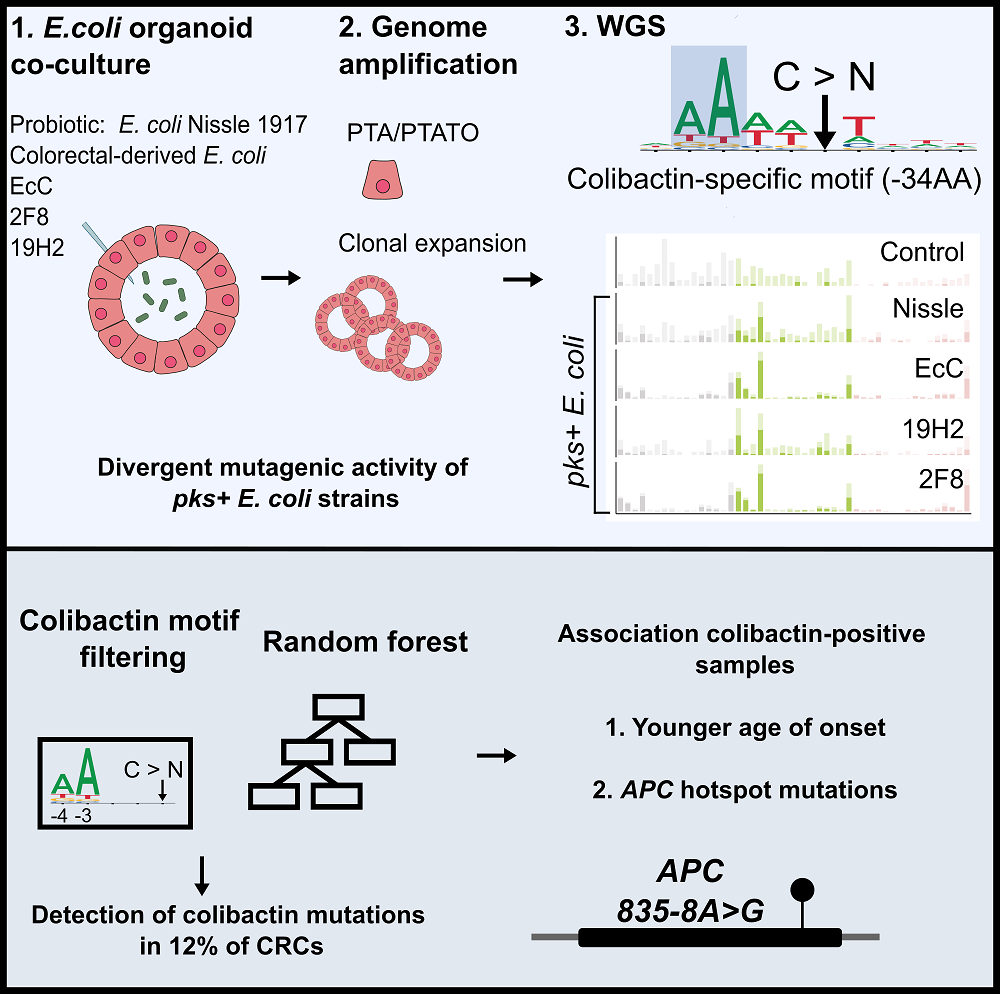 1. E.coli organoid
co-culture
Probiotic: E. coli Nissle 1917
Colorectal-derived E. coli
EcC
2F8
19H2
2. Genome
amplification
PTA/PTATO
Clonal expansion
3. WGS
C > N
Colibactin-specific motif (-34AA)
Control
Nissle
EcC
19H2
2F8
pks+ E. coli
Divergent mutagenic activity of
pks+ E. coli strains
Colibactin motif
filtering
AA
C > N
-4 -3
Detection of colibactin mutations
in 12% of CRCs
Random forest
Association colibactin-positive
samples
1. Younger age of onset
2. APC hotspot mutations
APC
835-8A>G